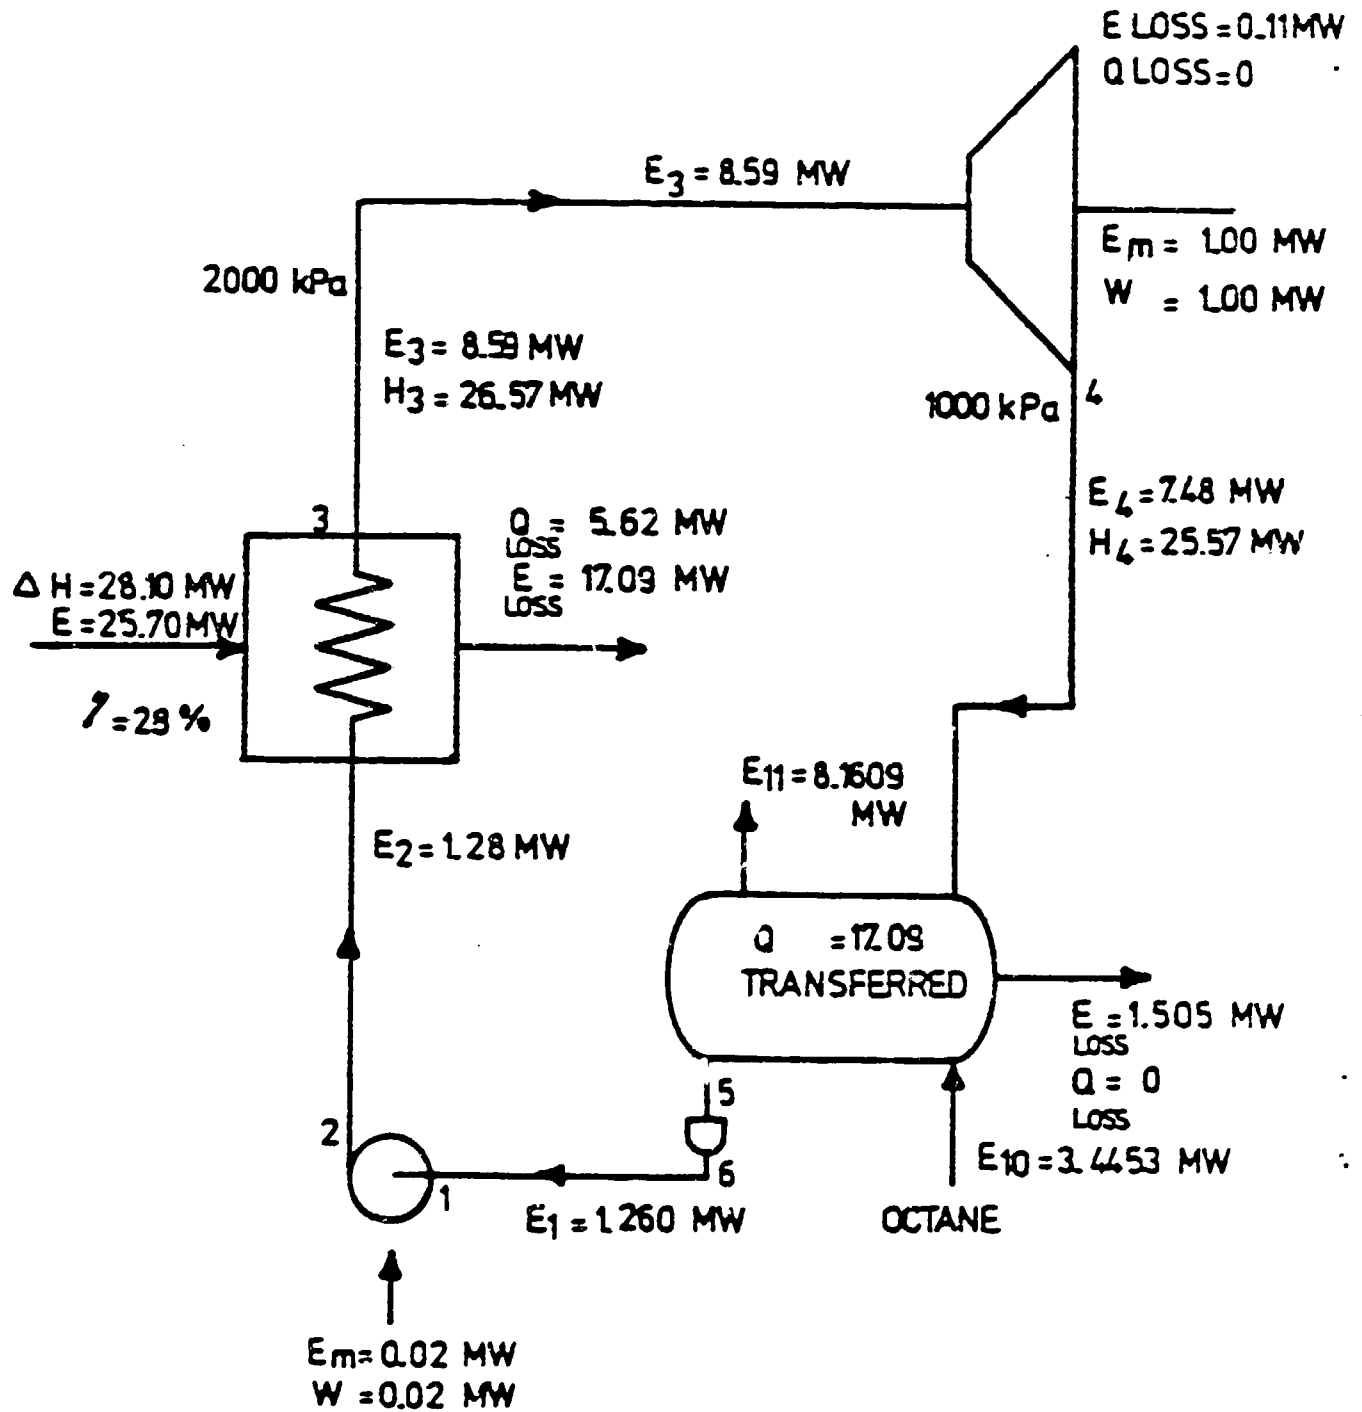 E LOSS = 0.11 MW
Q LOSS = 0
E3 = 8.59 MW
Em = 1.00 MW
W = 1.00 MW
2000 kPa
E3 = 8.59 MW
H3 = 26.57 MW
1000 kPa
4
E4 = 7.48 MW
H4 = 25.57 MW
3
Q LOSS = 5.62 MW
E LOSS = 17.09 MW
Δ H = 28.10 MW
E = 25.70 MW
η = 29 %
E11 = 8.1609
MW
E2 = 1.28 MW
Q = 17.09
TRANSFERRED
E LOSS = 1.505 MW
Q LOSS = 0
5
6
2
1
E10 = 3.4453 MW
E1 = 1.260 MW
OCTANE
Em = 0.02 MW
W = 0.02 MW